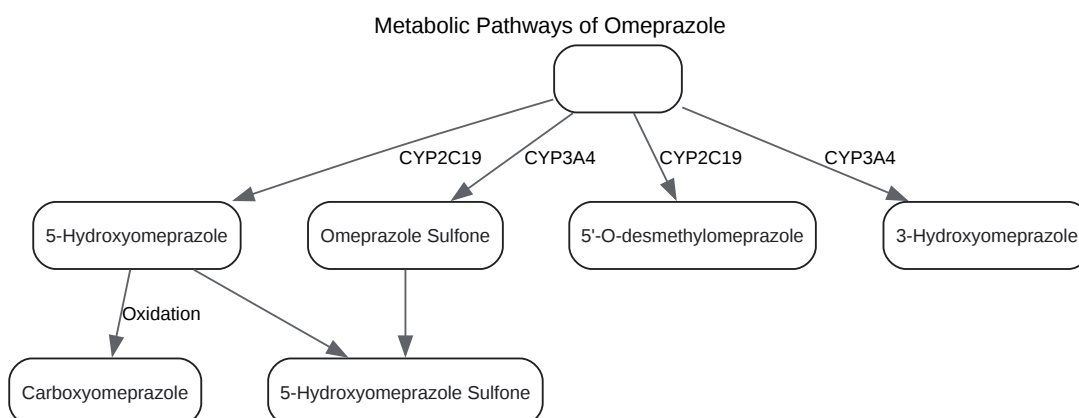 Metabolic Pathways of Omeprazole
CYP2C19
CYP3A4
CYP2C19
CYP3A4
5-Hydroxyomeprazole
Omeprazole Sulfone
5'-O-desmethylomeprazole
3-Hydroxyomeprazole
Oxidation
Carboxyomeprazole
5-Hydroxyomeprazole Sulfone